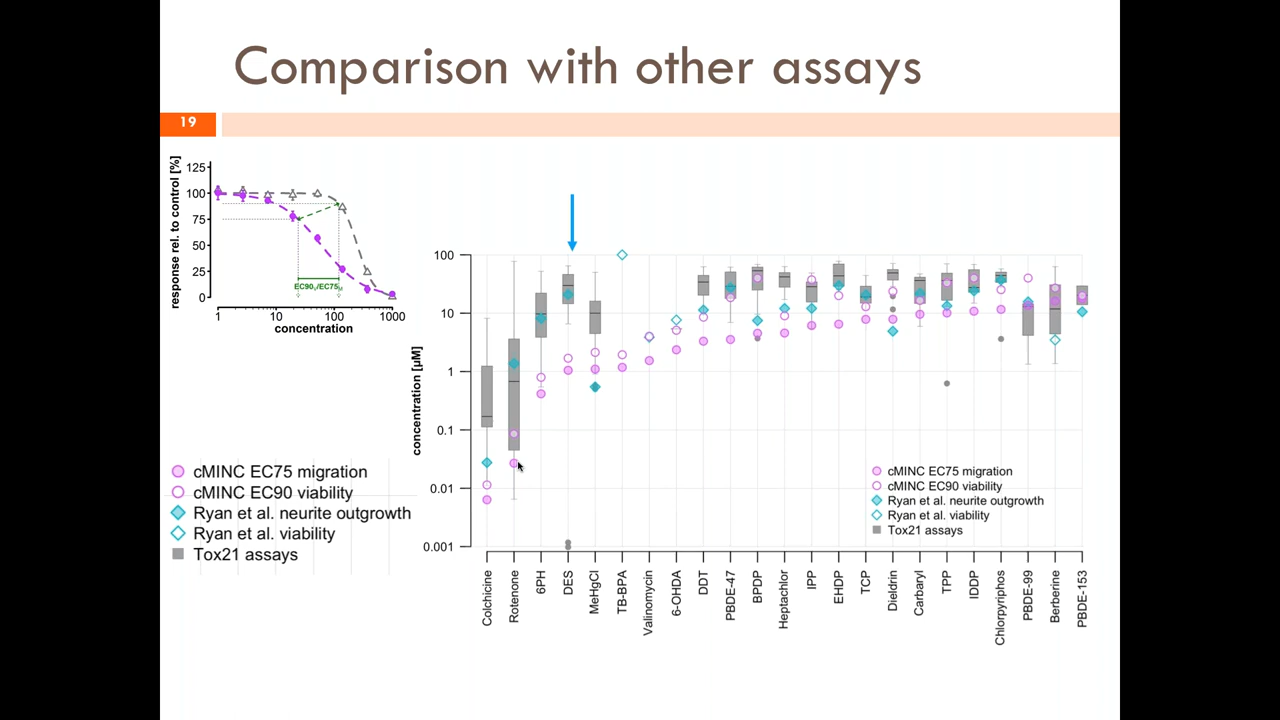 Comparison with other assays
19
response rel. to control [%]
125
100
75
50
25
0
EC90
1
10
100
1000
concentration
cMINC EC75 migration
cMINC EC90 viability
Ryan et al. neurite outgrowth
Ryan et al. viability
Tox21 assays
concentration [µM]
100
10
1
0.1
0.01
0.001
cMINC EC75 migration
cMINC EC90 viability
Ryan et al. neurite outgrowth
Ryan et al. viability
Tox21 assays
Colchicine
Rotenone
6PH
DES
MeHgCl
TB-BPA
Valinomycin
6-OHDA
DDT
PBDE-47
BPDP
Heptachlor
IPP
EHDP
TCP
Dieldrin
Carbaryl
TPP
IDDP
Chlorpyriphos
PBDE-99
Berberine
PBDE-153